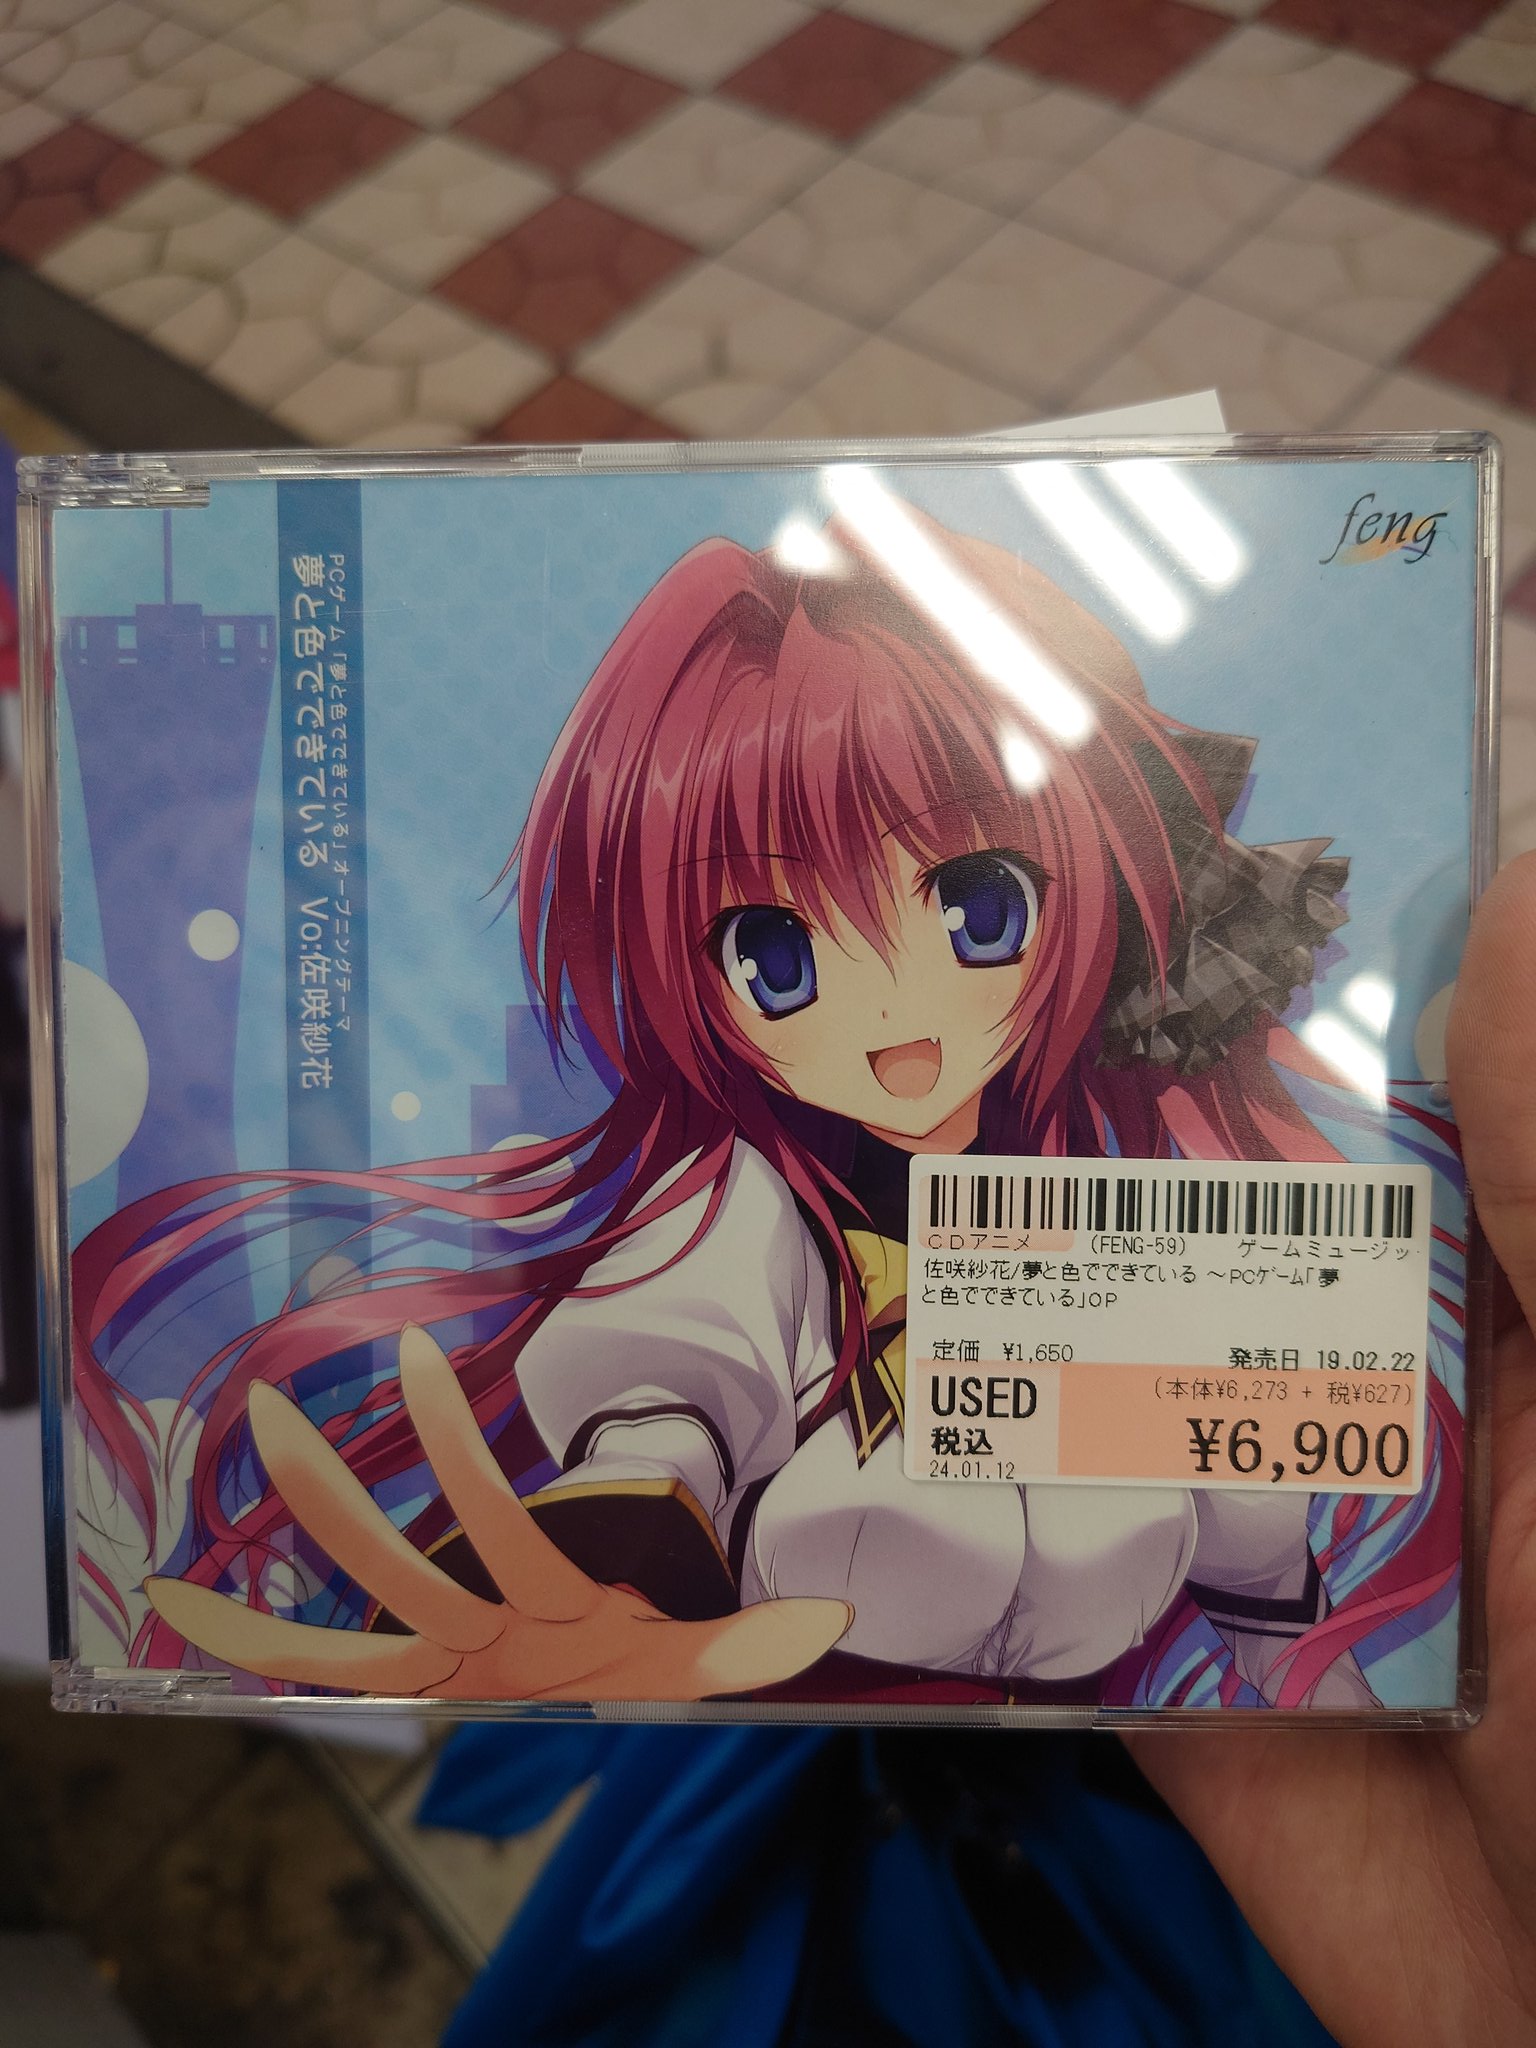 feng
PCゲーム「夢と色でできている」オープニングテーマ
夢と色でできている Vo:佐咲紗花
CDアニメ (FENG-59) ゲームミュージッ
佐咲紗花/夢と色でできている ～PCｹﾞｰﾑ｢夢
と色でできている｣OP
定価 ¥1,650
発売日 19.02.22
USED (本体¥6,273 + 税¥627)
税込 ¥6,900
24.01.12